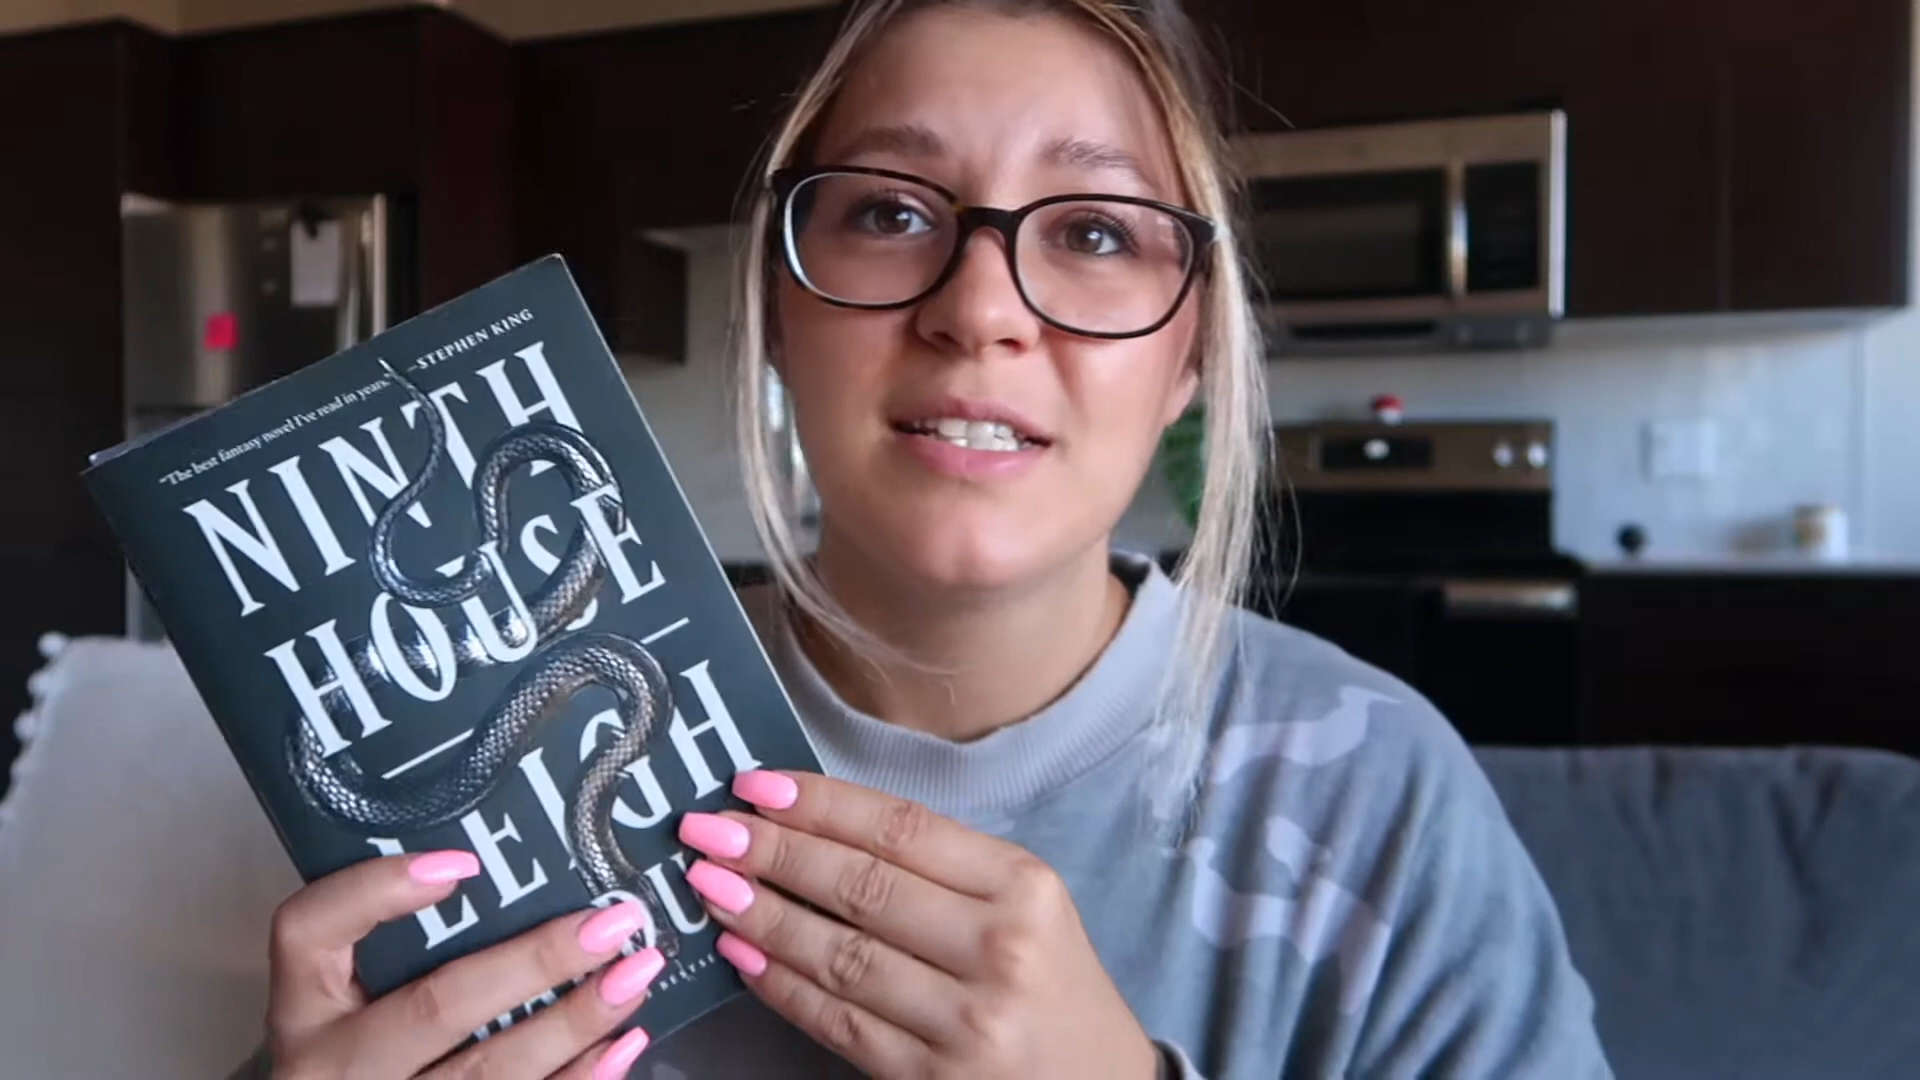 "The best fantasy novel I've read in years." —STEPHEN KING
NINTH
HOUSE
LEIGH